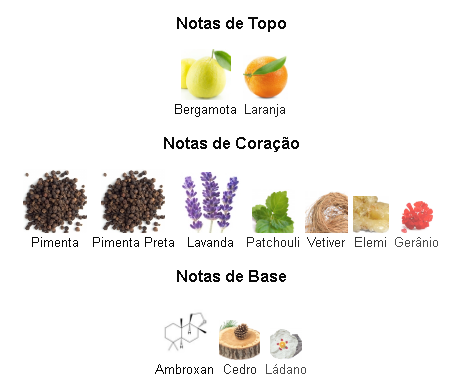 Notas de Topo
Bergamota Laranja
Notas de Coração
Pimenta Pimenta Preta Lavanda Patchouli Vetiver Elemi Gerânio
Notas de Base
Ambroxan Cedro Ládano